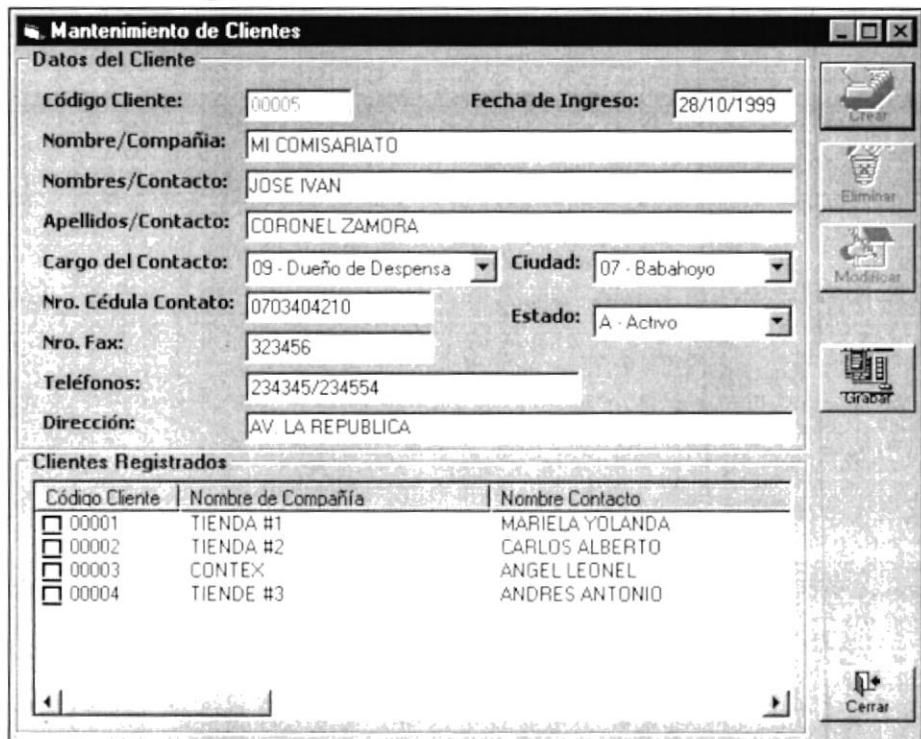 Mantenimiento de Clientes
Datos del Cliente
Código Cliente: 00005 Fecha de Ingreso: 28/10/1999
Nombre/Compañia: MI COMISARIATO
Nombres/Contacto: JOSE IVAN
Apellidos/Contacto: CORONEL ZAMORA
Cargo del Contacto: 09 - Dueño de Despensa Ciudad: 07 - Babahoyo
Nro. Cédula Contato: 0703404210 Estado: A - Activo
Nro. Fax: 323456
Teléfonos: 234345/234554
Dirección: AV. LA REPUBLICA
Crear
Eliminar
Modificar
Grabar
Clientes Registrados
Código Cliente Nombre de Compañía Nombre Contacto
00001 TIENDA #1 MARIELA YOLANDA
00002 TIENDA #2 CARLOS ALBERTO
00003 CONTEX ANGEL LEONEL
00004 TIENDE #3 ANDRES ANTONIO
Cerrar